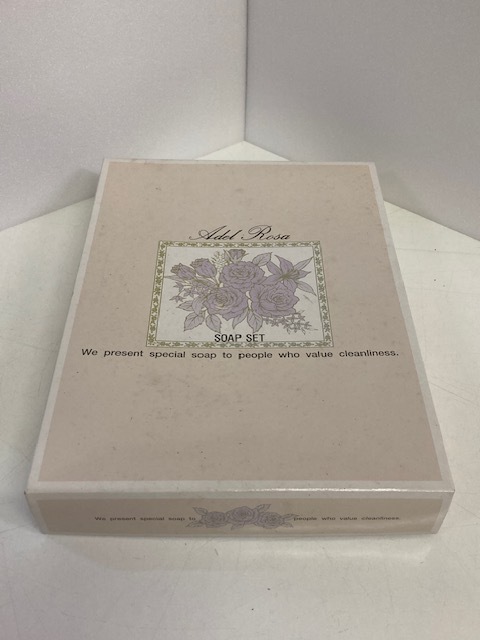 Adel Rosa
SOAP SET
We present special soap to people who value cleanliness.
We present special soap to people who value cleanliness.